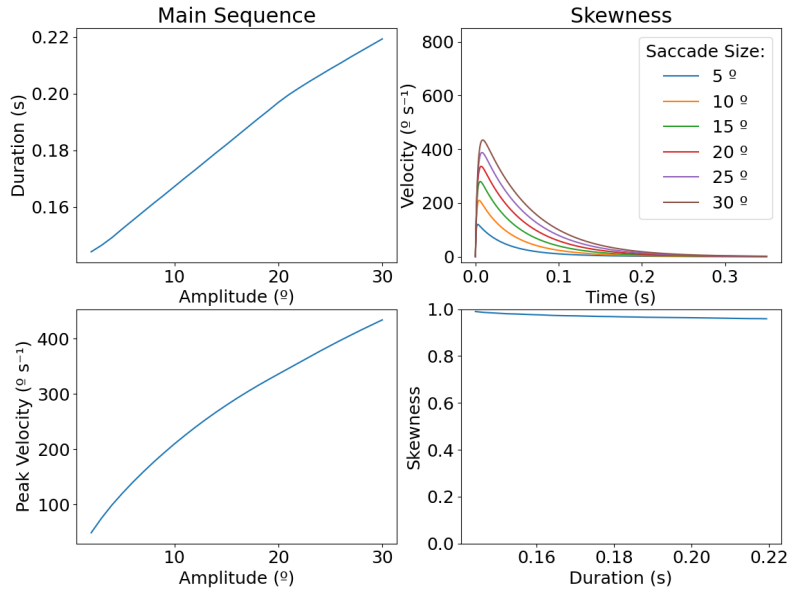 Main Sequence
Duration (s)
0.22
0.20
0.18
0.16
10
20
30
Amplitude (º)
Skewness
Velocity (º s⁻¹)
800
600
400
200
0
0.0
0.1
0.2
0.3
Time (s)
Saccade Size:
5 º
10 º
15 º
20 º
25 º
30 º
Peak Velocity (º s⁻¹)
400
300
200
100
10
20
30
Amplitude (º)
Skewness
1.0
0.8
0.6
0.4
0.2
0.0
0.16
0.18
0.20
0.22
Duration (s)